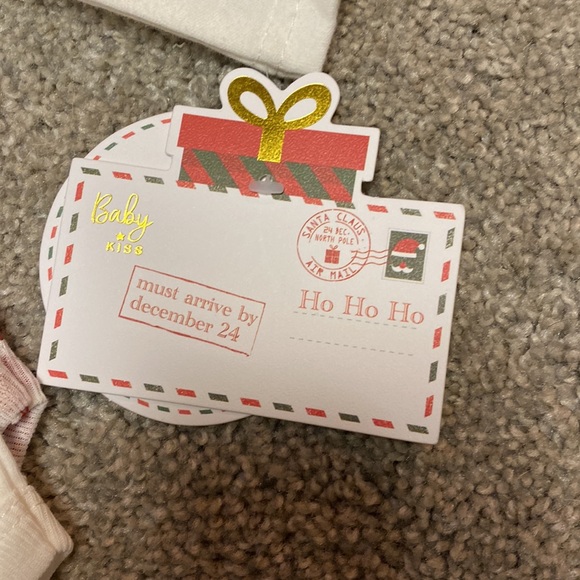 Baby
&
KISS
SANTA CLAUS
24 DEC.
NORTH POLE
AIR MAIL
must arrive by
december 24
Ho Ho Ho